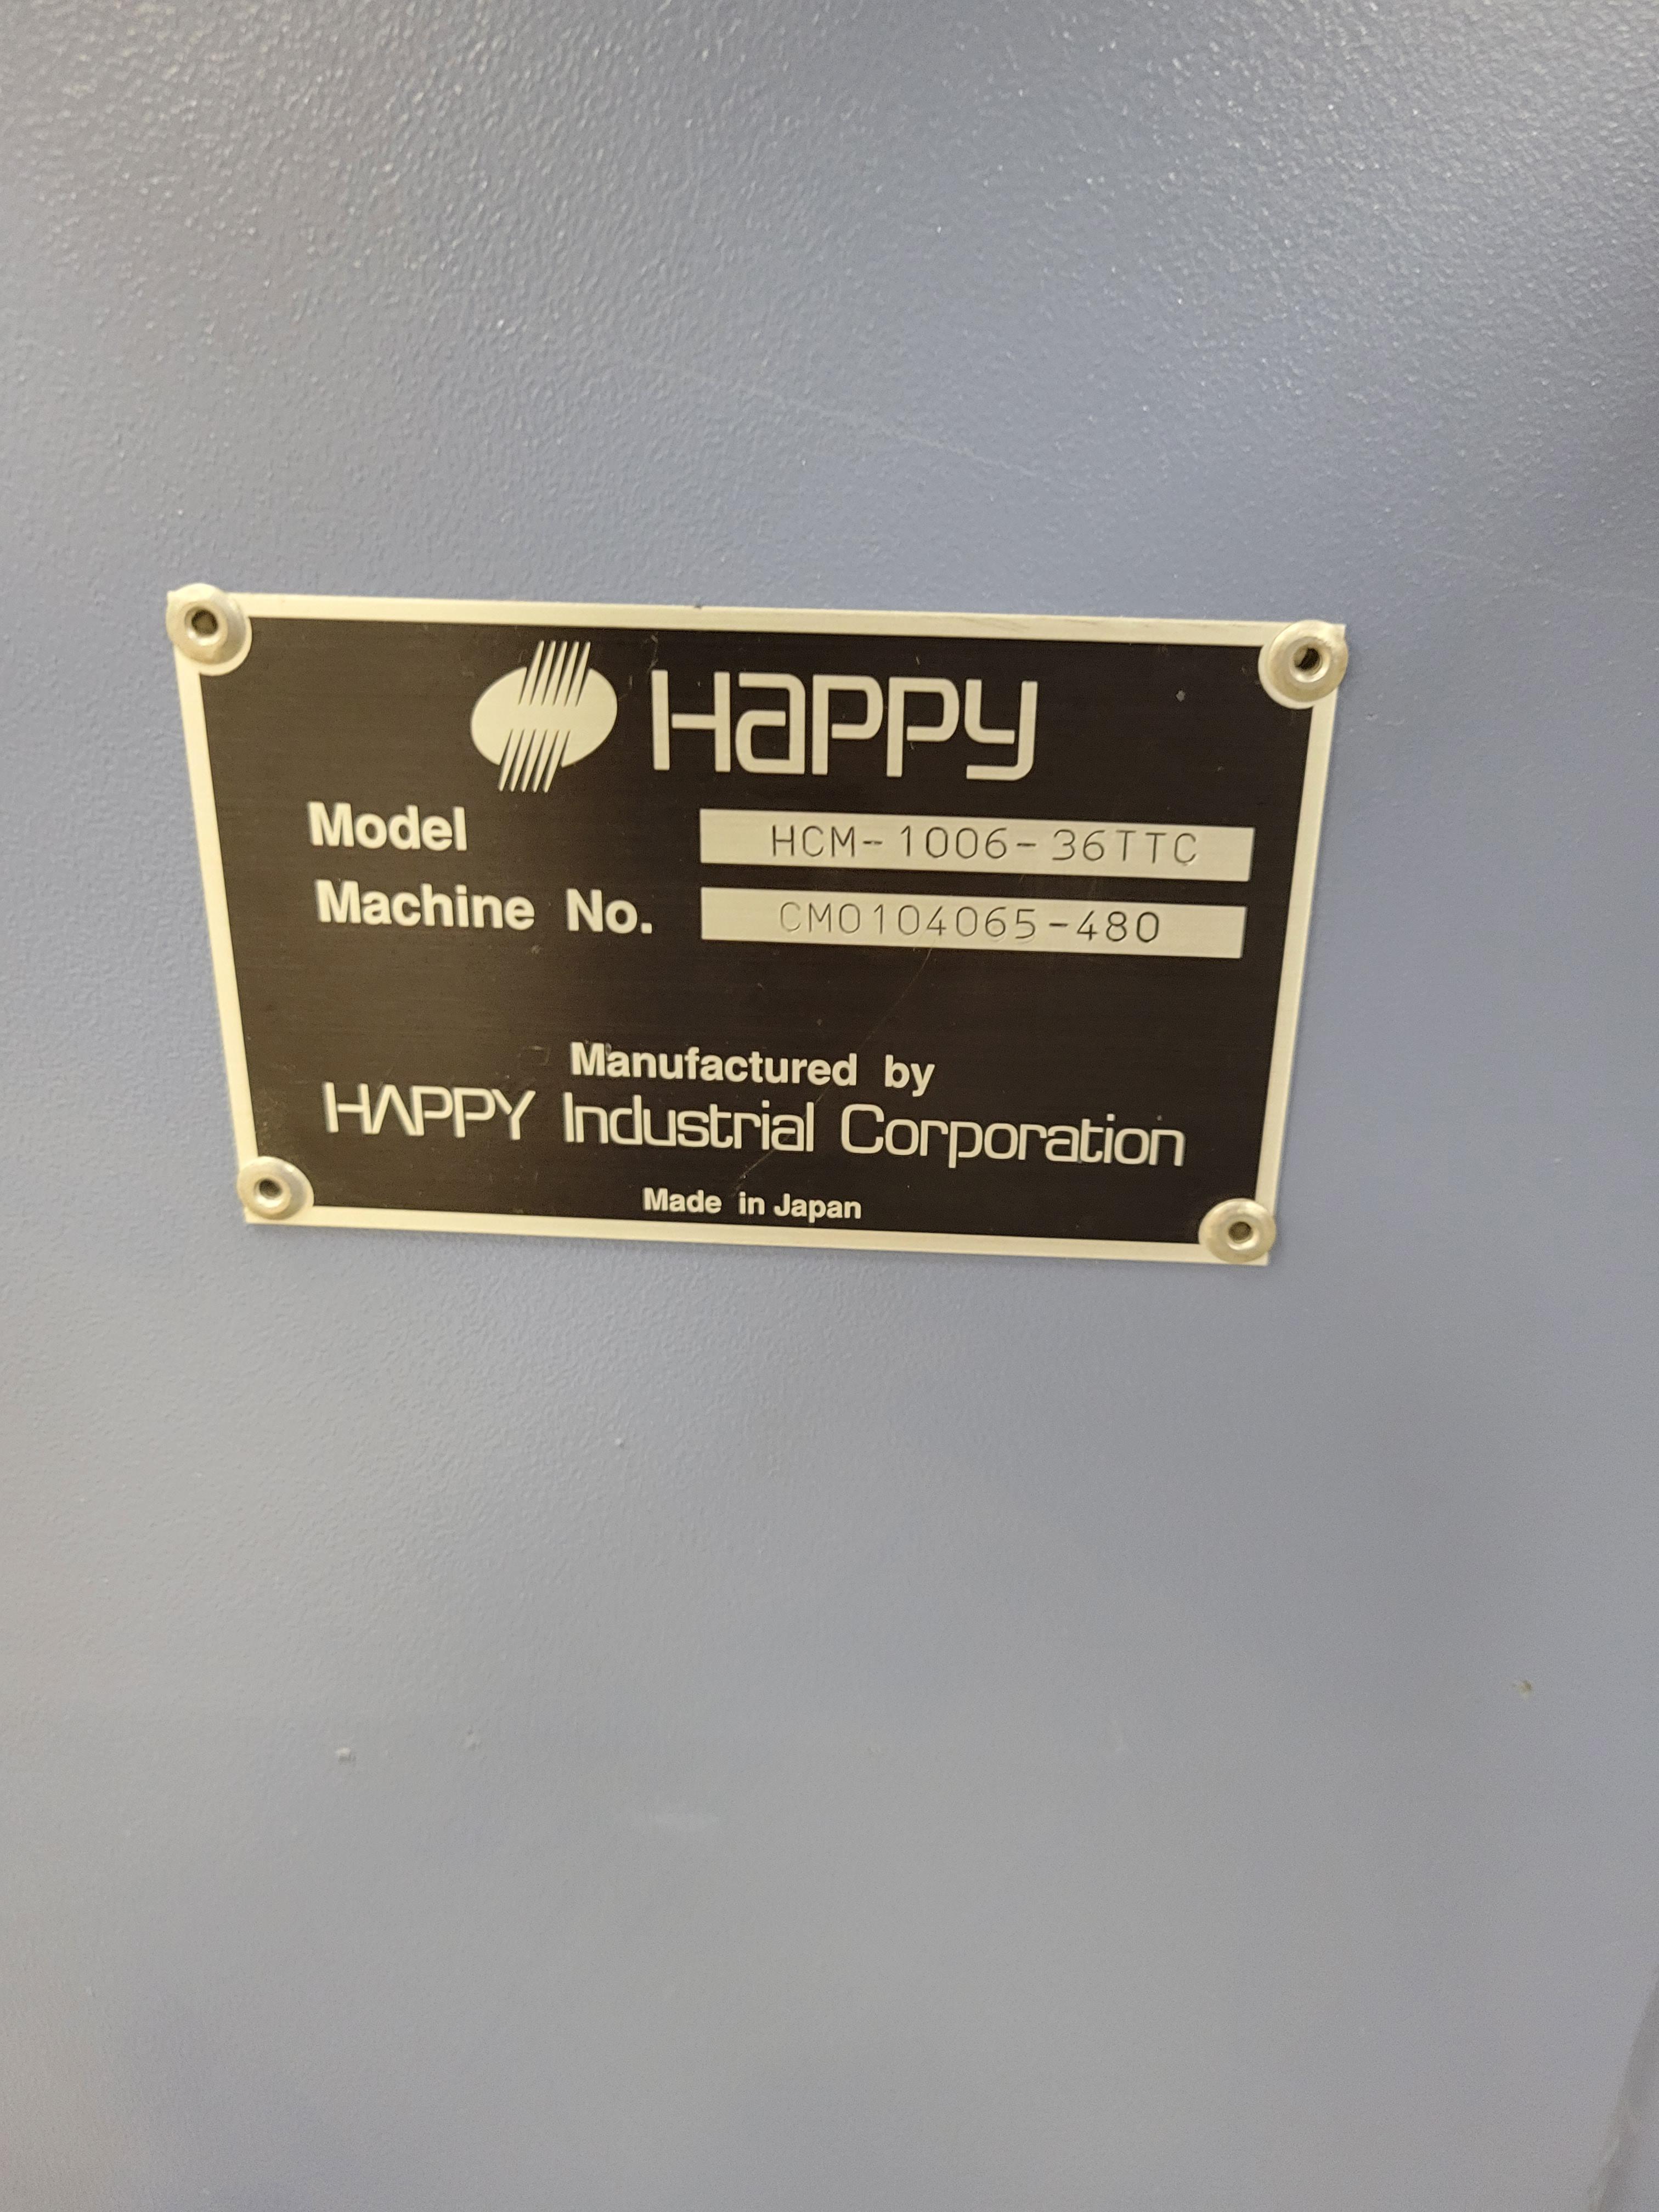 Happy
Model HCM-1006-36TTC
Machine No. CM0104065-480
Manufactured by
HAPPY Industrial Corporation
Made in Japan